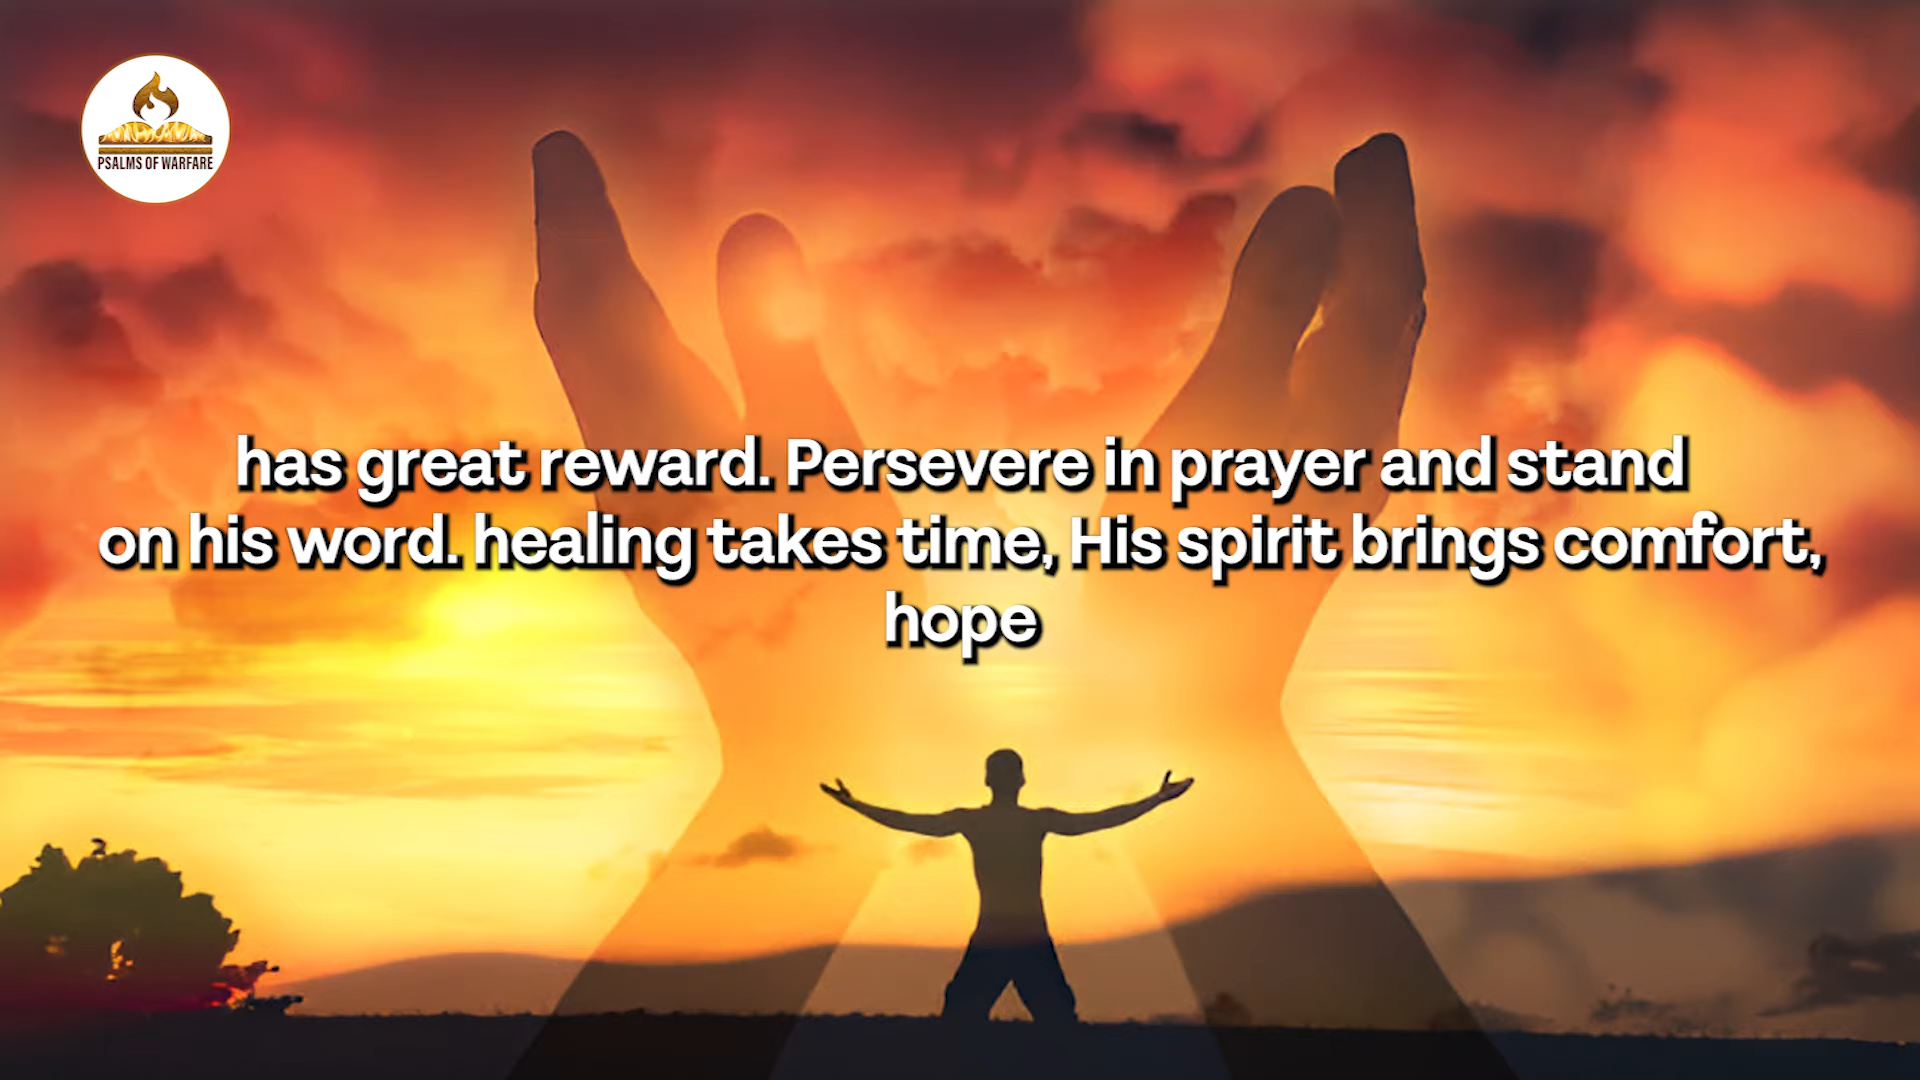 PSALMS OF WARFARE
has great reward. Persevere in prayer and stand
on his word. healing takes time, His spirit brings comfort,
hope